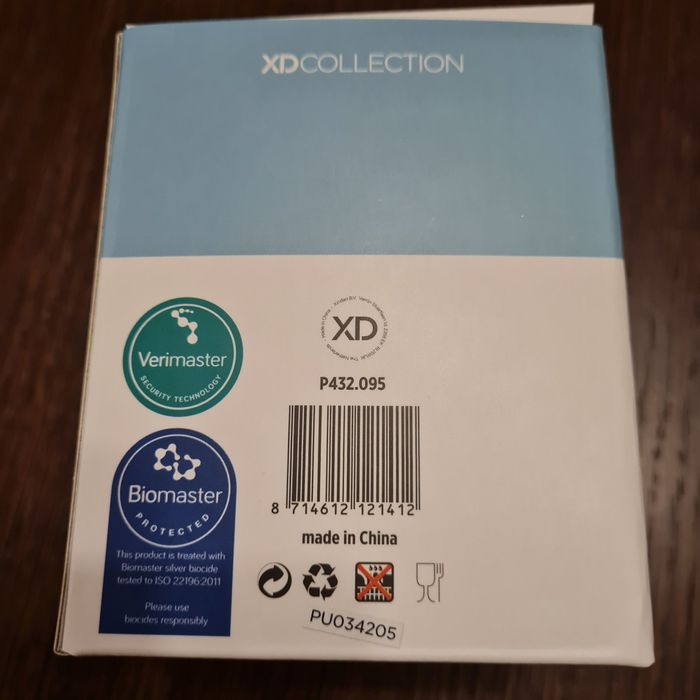 XDCOLLECTION
Verimaster
SECURITY TECHNOLOGY
XD
P432.095
8 714612 121412
made in China
Biomaster
PROTECTED
This product is treated with
Biomaster silver biocide
tested to ISO 22196:2011
Please use
biocides responsibly
PU034205